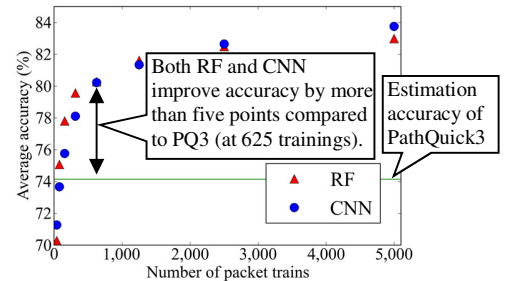 84
82
80
78
76
74
72
70
Average accuracy (%)
Both RF and CNN
improve accuracy by more
than five points compared
to PQ3 (at 625 trainings).
Estimation
accuracy of
PathQuick3
RF
CNN
0
1,000
2,000
3,000
4,000
5,000
Number of packet trains